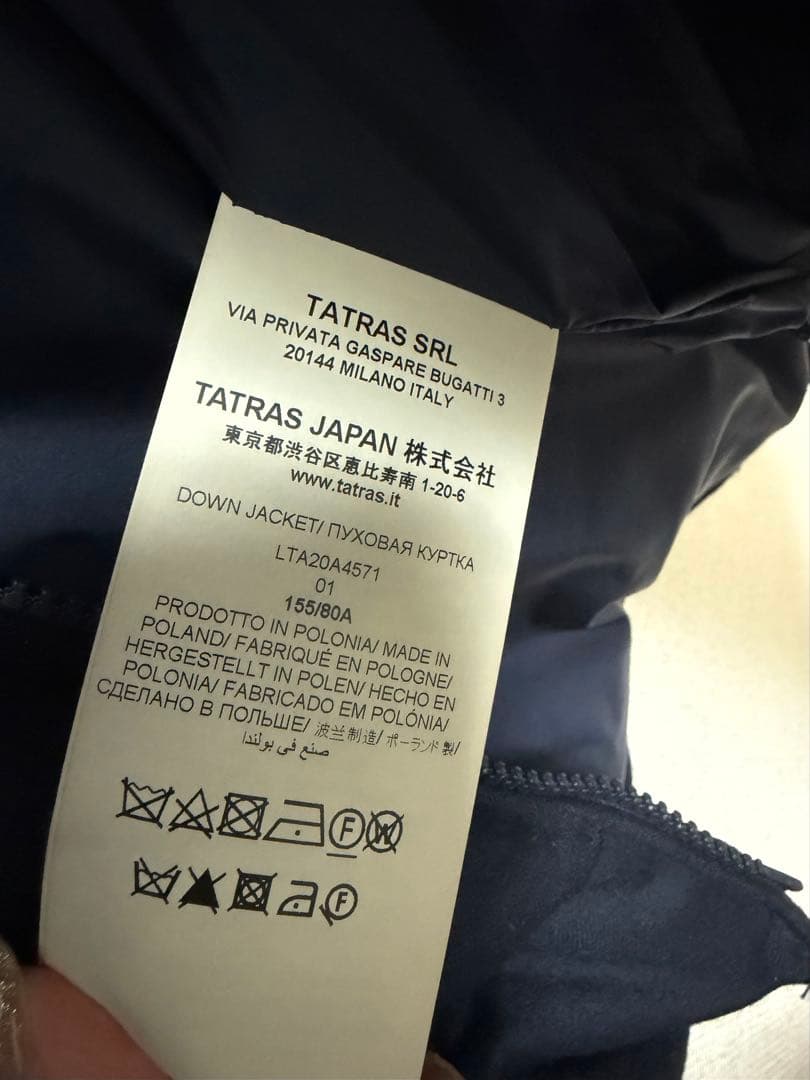 TATRAS SRL
VIA PRIVATA GASPARE BUGATTI 3
20144 MILANO ITALY
TATRAS JAPAN 株式会社
東京都渋谷区恵比寿南 1-20-6
www.tatras.it
DOWN JACKET/ ПУХОВАЯ КУРТКА
LTA20A4571
01
155/80A
PRODOTTO IN POLONIA/ MADE IN
POLAND/ FABRIQUÉ EN POLOGNE/
HERGESTELLT IN POLEN/ HECHO EN
POLONIA/ FABRICADO EM POLÓNIA/
СДЕЛАНО В ПОЛЬШЕ/ 波兰制造/ ポーランド製/
صنع في بولندا
F W
F